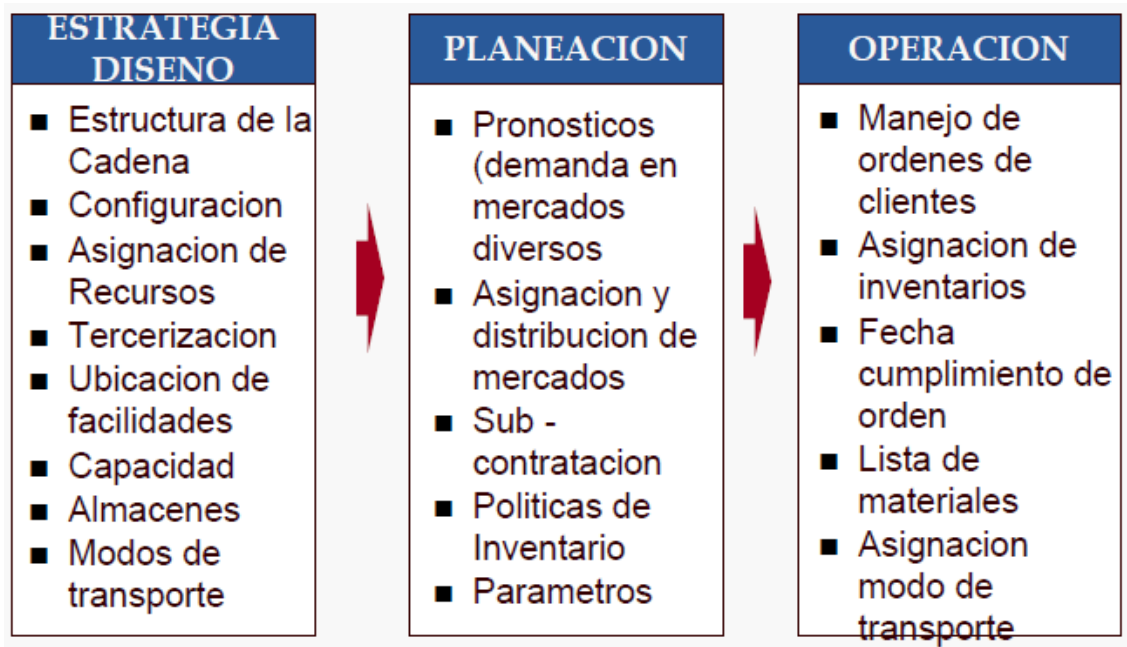 ESTRATEGIA
DISENO
■ Estructura de la
Cadena
■ Configuracion
■ Asignacion de
Recursos
■ Tercerizacion
■ Ubicacion de
facilidades
■ Capacidad
■ Almacenes
■ Modos de
transporte
PLANEACION
■ Pronosticos
(demanda en
mercados
diversos
■ Asignacion y
distribucion de
mercados
■ Sub -
contratacion
■ Politicas de
Inventario
■ Parametros
OPERACION
■ Manejo de
ordenes de
clientes
■ Asignacion de
inventarios
■ Fecha
cumplimiento de
orden
■ Lista de
materiales
■ Asignacion
modo de
transporte